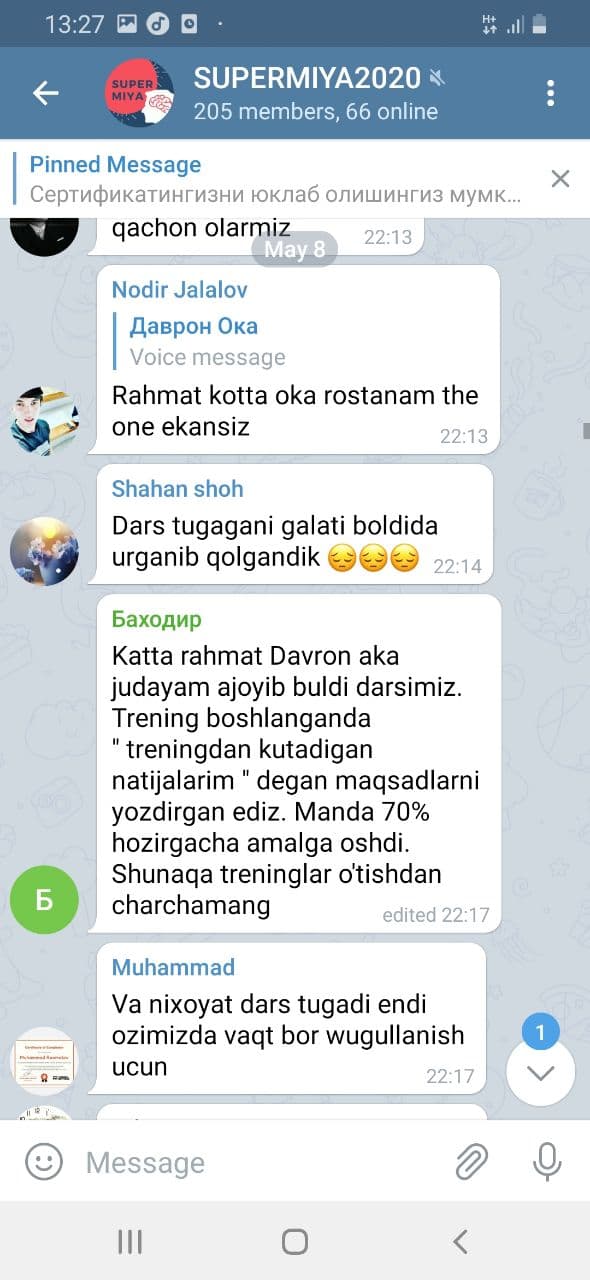 13:27
SUPER
MIYA
SUPERMIYA2020
205 members, 66 online
Pinned Message
Сертификатингизни юклаб олишингиз мумк...
qachon olarmiz
22:13
May 8
Nodir Jalalov
Даврон Ока
Voice message
Rahmat kotta oka rostanam the
one ekansiz
22:13
Shahan shoh
Dars tugagani galati boldida
urganib qolgandik 😔😔😔
22:14
Баходир
Katta rahmat Davron aka
judayam ajoyib buldi darsimiz.
Trening boshlanganda
" treningdan kutadigan
natijalarim " degan maqsadlarni
yozdirgan ediz. Manda 70%
hozirgacha amalga oshdi.
Shunaqa treninglar o'tishdan
charchamang
edited 22:17
Б
Muhammad
Va nixoyat dars tugadi endi
ozimizda vaqt bor wugullanish
ucun
22:17
1
Message